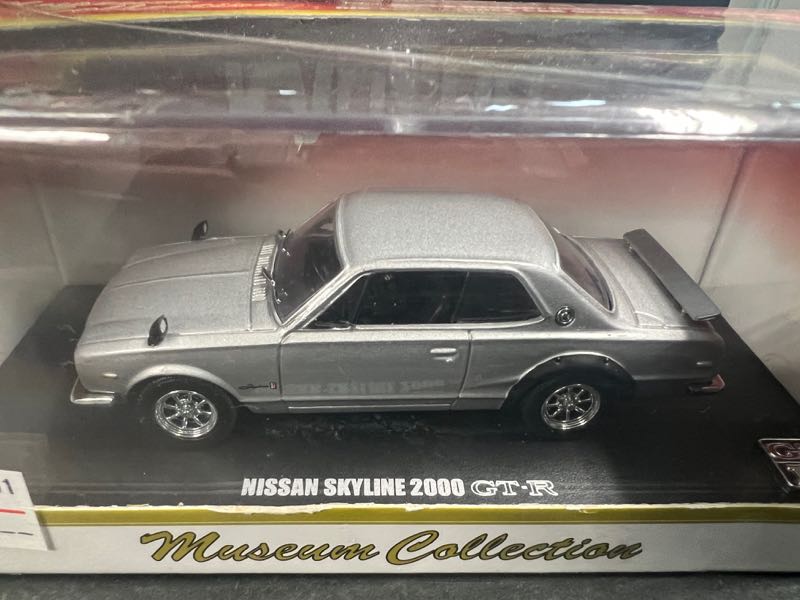 NISSAN SKYLINE 2000 GT-R
Museum Collection